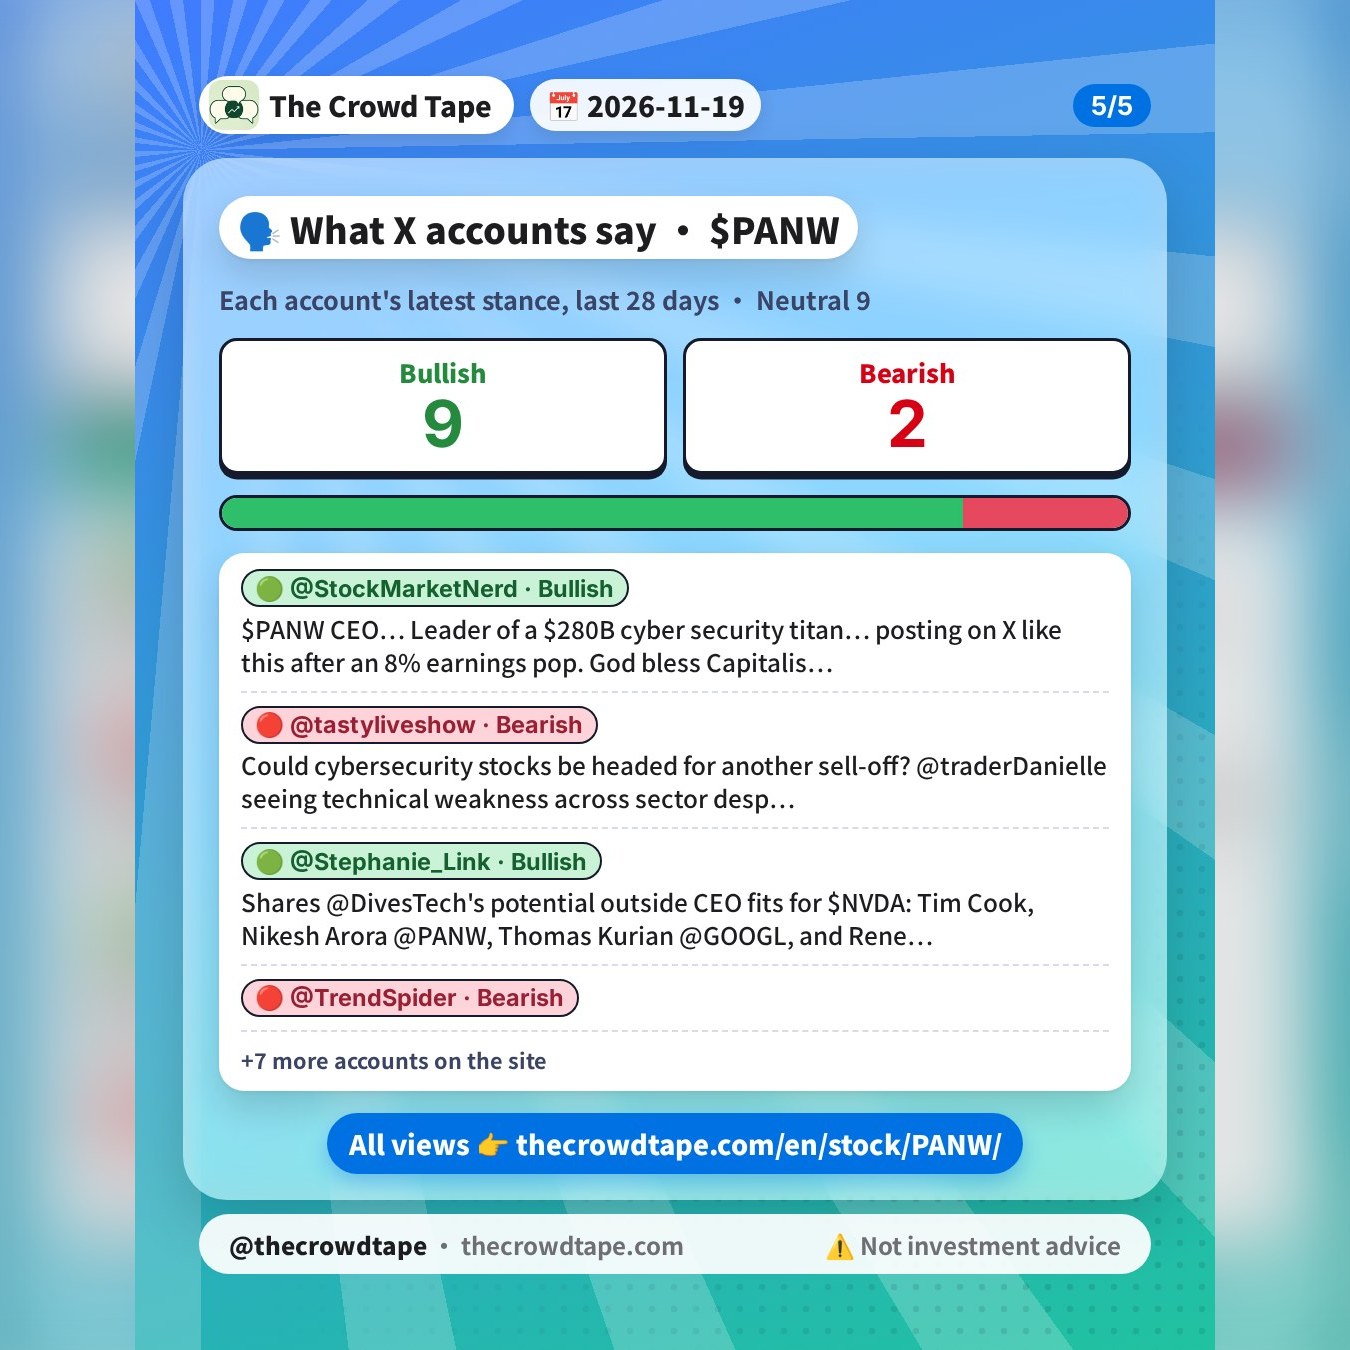 The Crowd Tape
2026-11-19
5/5
What X accounts say • $PANW
Each account's latest stance, last 28 days • Neutral 9
Bullish
9
Bearish
2
@StockMarketNerd · Bullish
$PANW CEO… Leader of a $280B cyber security titan… posting on X like
this after an 8% earnings pop. God bless Capitalis…
@tastyliveshow · Bearish
Could cybersecurity stocks be headed for another sell-off? @traderDanielle
seeing technical weakness across sector desp…
@Stephanie_Link · Bullish
Shares @DivesTech's potential outside CEO fits for $NVDA: Tim Cook,
Nikesh Arora @PANW, Thomas Kurian @GOOGL, and Rene…
@TrendSpider · Bearish
+7 more accounts on the site
All views 👉 thecrowdtape.com/en/stock/PANW/
@thecrowdtape • thecrowdtape.com
⚠️ Not investment advice